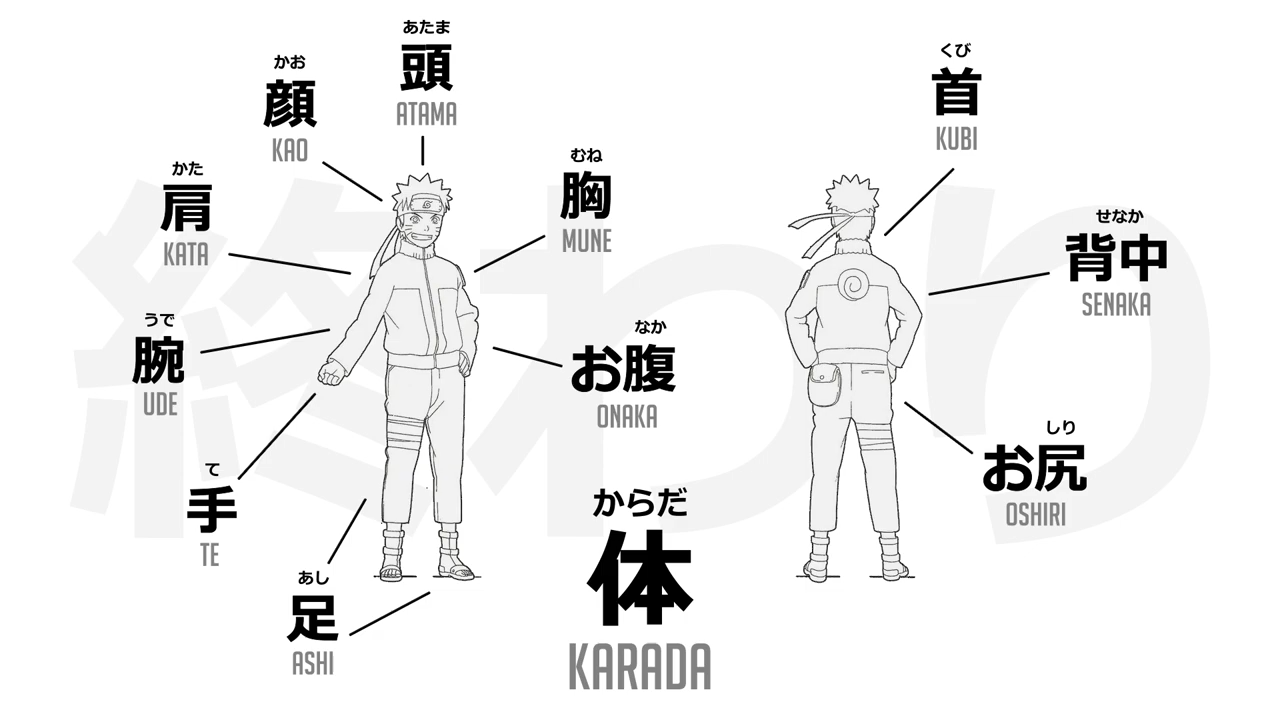 あたま
頭
ATAMA
かお
顔
KAO
かた
肩
KATA
うで
腕
UDE
て
手
TE
あし
足
ASHI
むね
胸
MUNE
なか
お腹
ONAKA
からだ
体
KARADA
くび
首
KUBI
せなか
背中
SENAKA
しり
お尻
OSHIRI
終わり